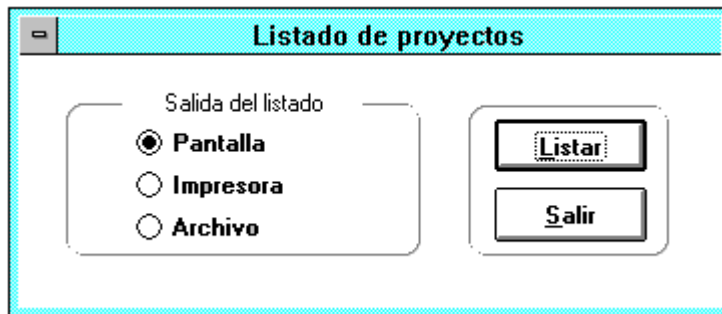 Listado de proyectos
Salida del listado
Pantalla
Impresora
Archivo
Listar
Salir